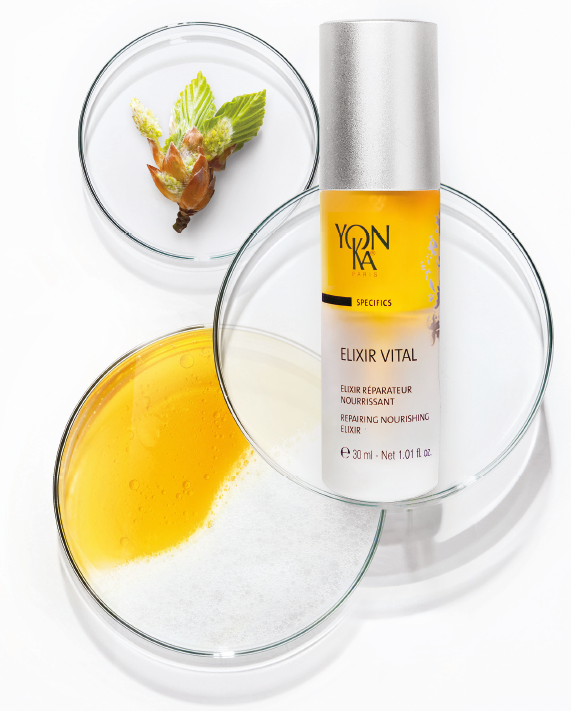 YON
KA
PARIS
SPECIFICS
ELIXIR VITAL
ELIXIR RÉPARATEUR
NOURRISSANT
REPAIRING NOURISHING
ELIXIR
℮ 30 ml - Net 1.01 fl. oz.